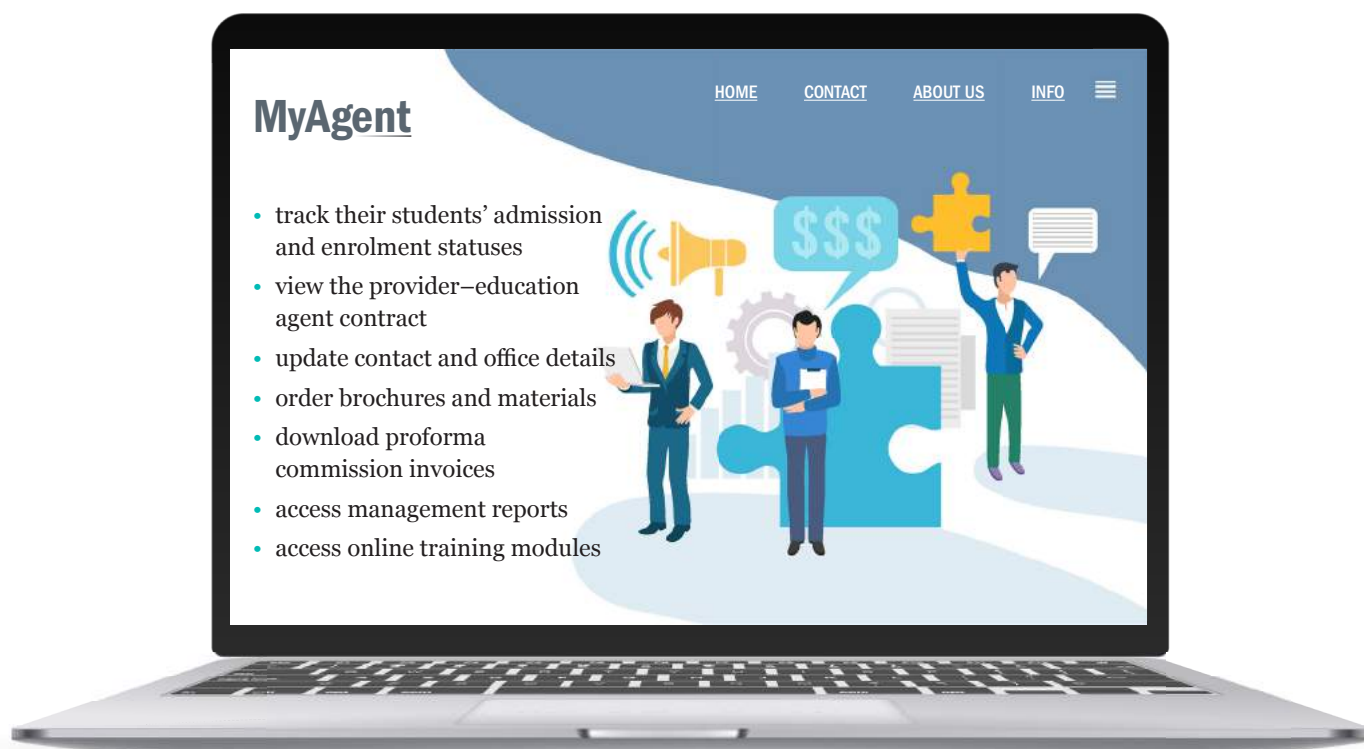 MyAgent
HOME CONTACT ABOUT US INFO
• track their students’ admission
and enrolment statuses
• view the provider–education
agent contract
• update contact and office details
• order brochures and materials
• download proforma
commission invoices
• access management reports
• access online training modules
$$$